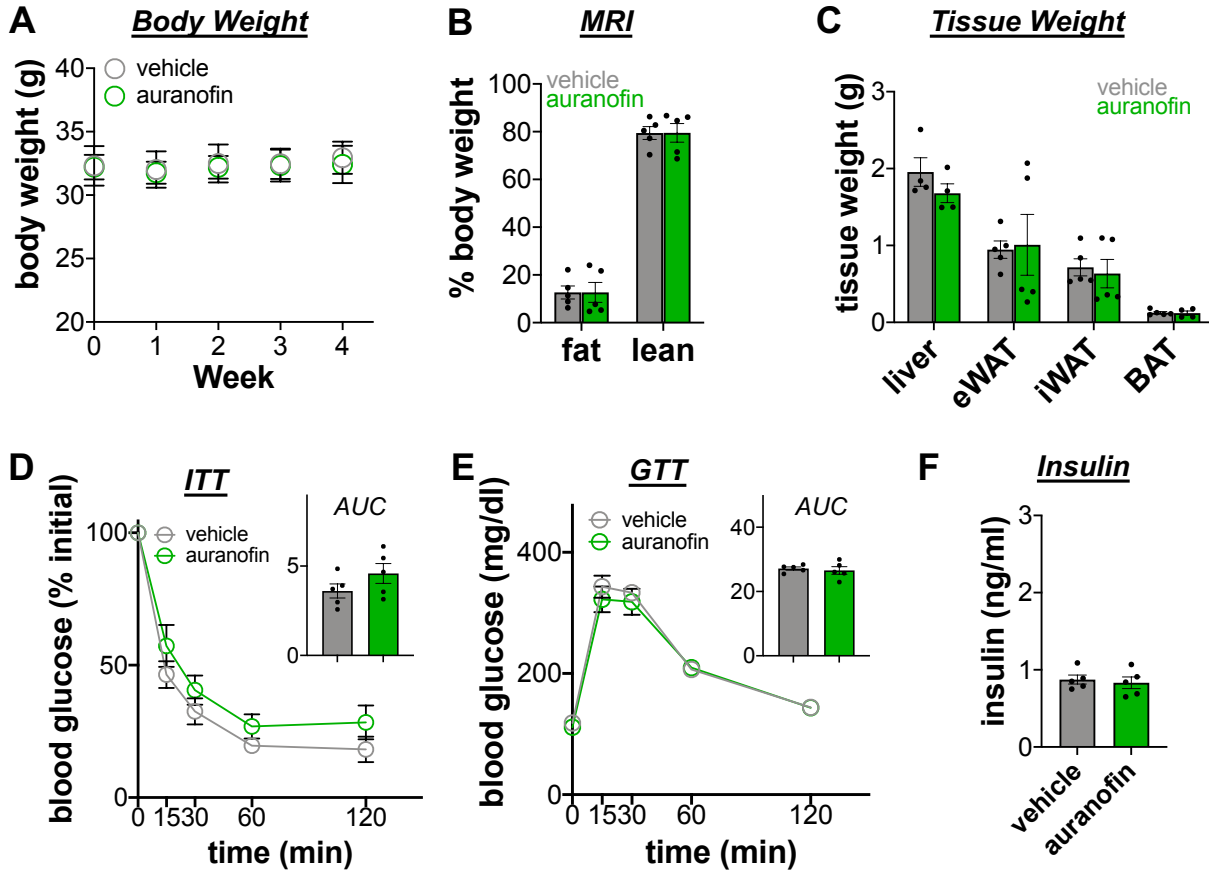 A
Body Weight
body weight (g)
40
35
30
25
20
vehicle
auranofin
0 1 2 3 4
Week
B
MRI
% body weight
100
80
60
40
20
0
vehicle
auranofin
fat lean
C
Tissue Weight
tissue weight (g)
3
2
1
0
vehicle
auranofin
liver eWAT iWAT BAT
D
ITT
blood glucose (% initial)
100
50
0
vehicle
auranofin
AUC
5
0
0 15 30 60 120
time (min)
E
GTT
blood glucose (mg/dl)
400
200
0
vehicle
auranofin
AUC
40
20
0
0 15 30 60 120
time (min)
F
Insulin
insulin (ng/ml)
3
2
1
0
vehicle auranofin